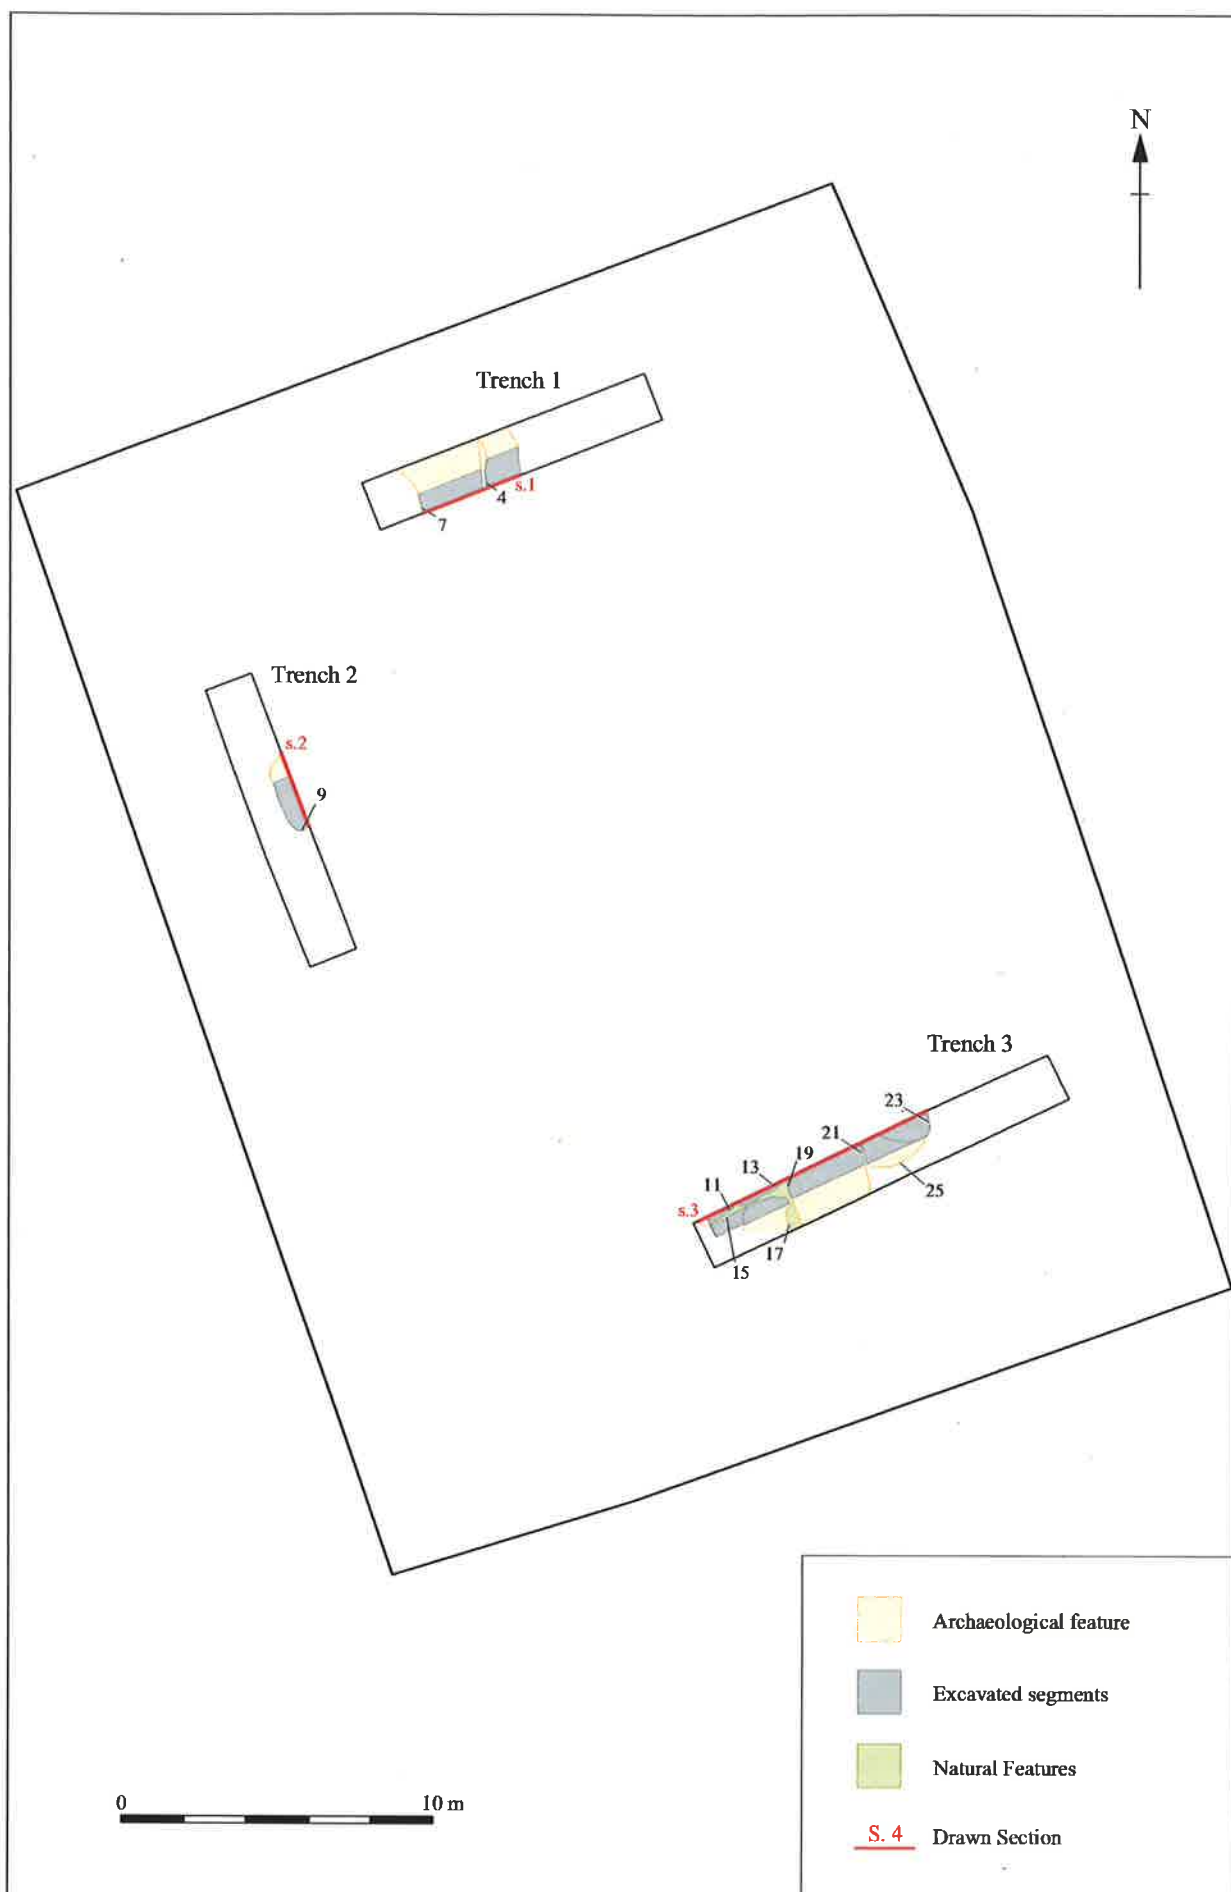 N
Trench 1
s.1
4
7
Trench 2
s.2
9
Trench 3
23
21
19
13
11
25
s.3
17
15
Archaeological feature
Excavated segments
Natural Features
0 10 m
S. 4 Drawn Section